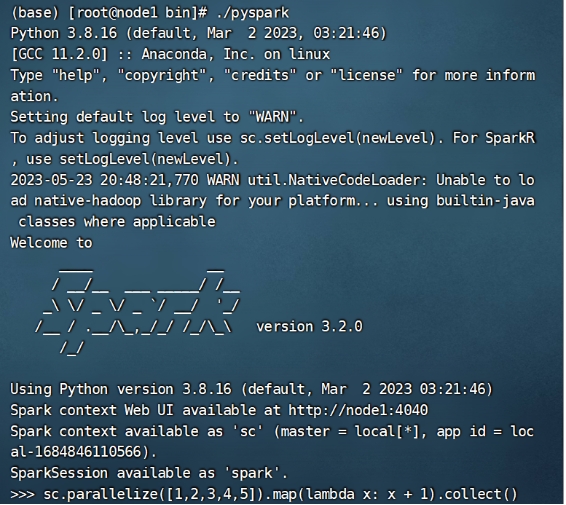 (base) [root@node1 bin]# ./pyspark
Python 3.8.16 (default, Mar  2 2023, 03:21:46)
[GCC 11.2.0] :: Anaconda, Inc. on linux
Type "help", "copyright", "credits" or "license" for more inform
ation.
Setting default log level to "WARN".
To adjust logging level use sc.setLogLevel(newLevel). For SparkR
, use setLogLevel(newLevel).
2023-05-23 20:48:21,770 WARN util.NativeCodeLoader: Unable to lo
ad native-hadoop library for your platform... using builtin-java
 classes where applicable
Welcome to
      ____              __
     / __/__  ___ _____/ /__
    _\ \/ _ \/ _ `/ __/  '_/
   /__ / .__/\_,_/_/ /_/\_\   version 3.2.0
      /_/
Using Python version 3.8.16 (default, Mar  2 2023 03:21:46)
Spark context Web UI available at http://node1:4040
Spark context available as 'sc' (master = local[*], app id = loc
al-1684846110566).
SparkSession available as 'spark'.
>>> sc.parallelize([1,2,3,4,5]).map(lambda x: x + 1).collect()